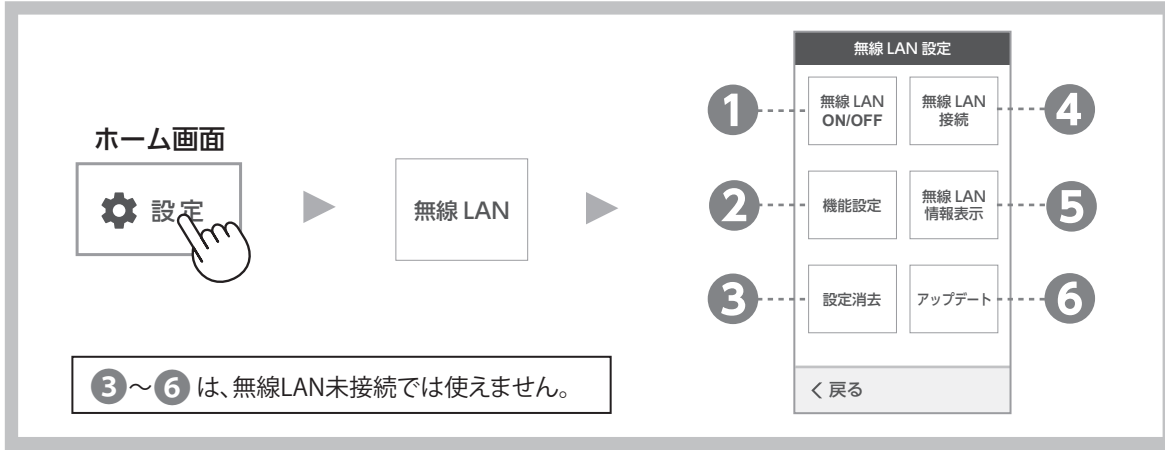 ホーム画面
設定
無線 LAN
無線 LAN 設定
1
無線 LAN
ON/OFF
無線 LAN
接続
4
2
機能設定
無線 LAN
情報表示
5
3
設定消去
アップデート
6
く 戻る
3～6 は、無線LAN未接続では使えません。